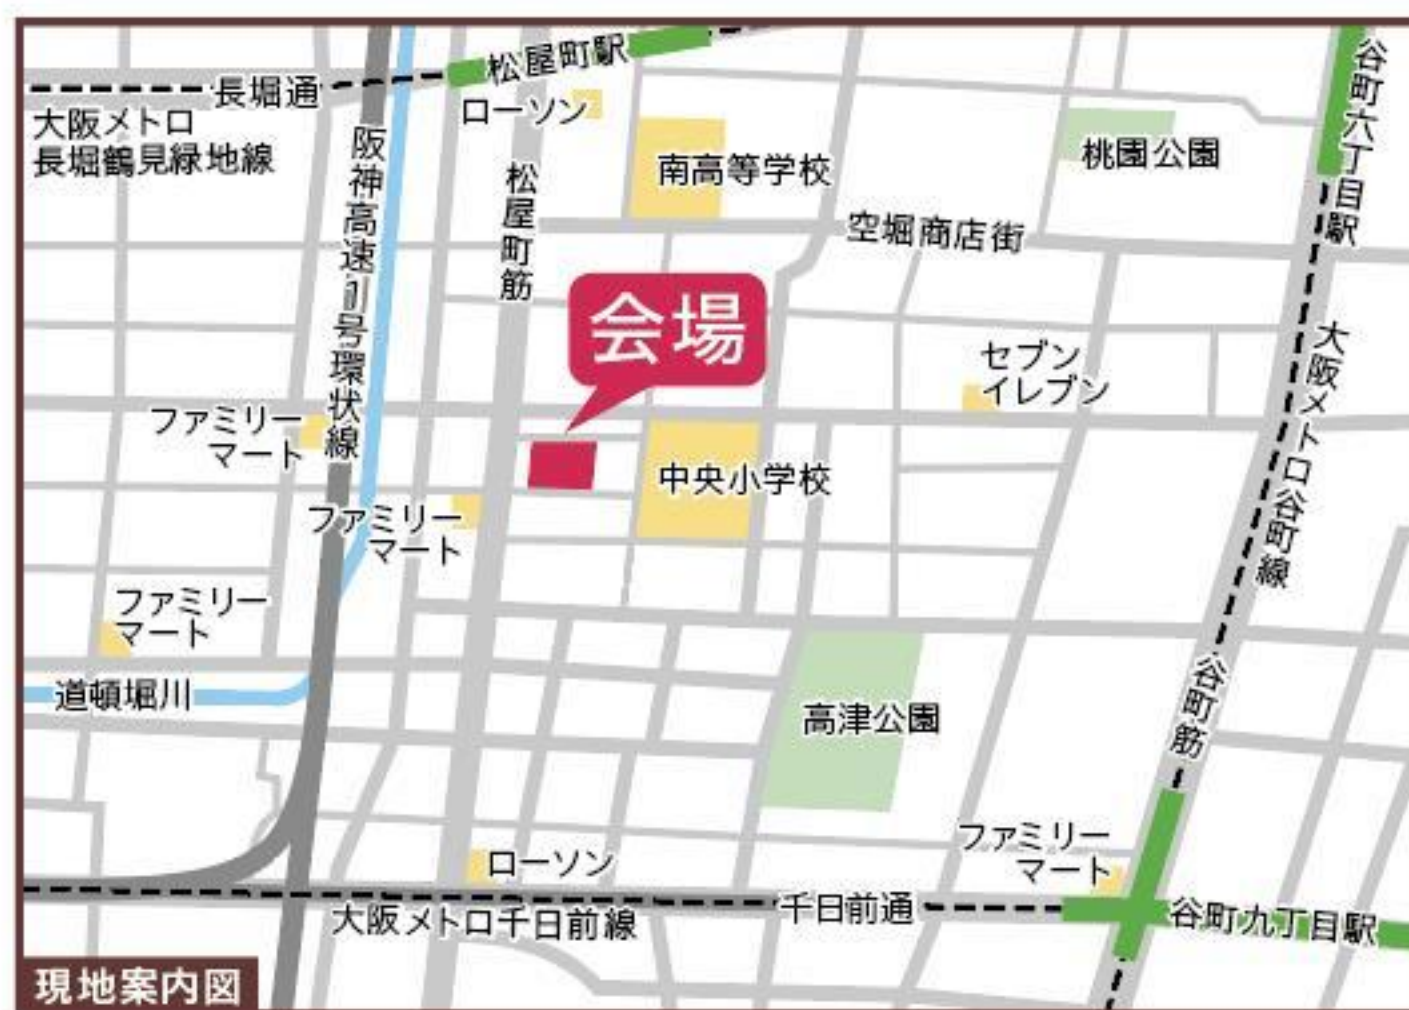 松屋町駅
長堀通
大阪メトロ
長堀鶴見緑地線
ローソン
谷町六丁目駅
阪神高速1号環状線
松屋町筋
南高等学校
桃園公園
空堀商店街
会場
セブン
イレブン
大阪メトロ谷町線
ファミリー
マート
中央小学校
ファミリー
マート
ファミリー
マート
道頓堀川
高津公園
谷町筋
ファミリー
マート
ローソン
大阪メトロ千日前線
千日前通
谷町九丁目駅
現地案内図